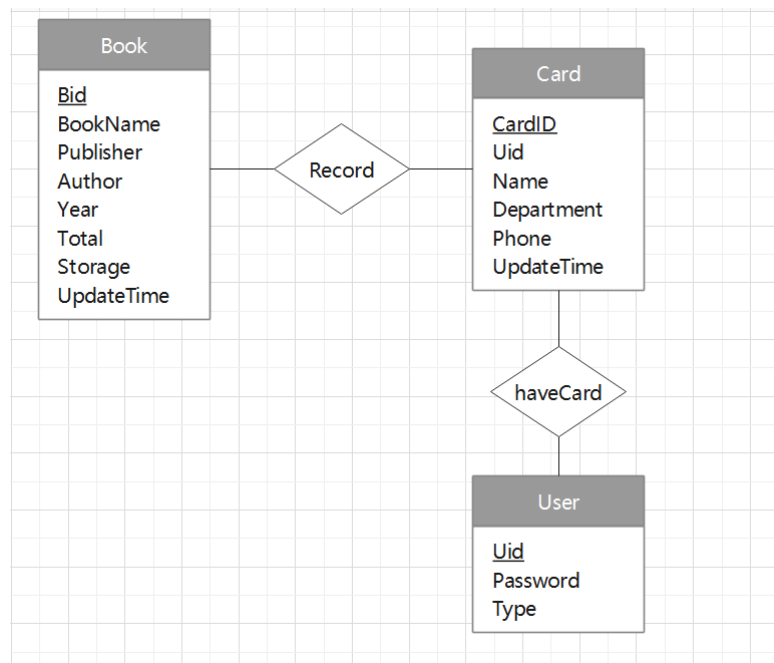 Book
Bid
BookName
Publisher
Author
Year
Total
Storage
UpdateTime
Record
Card
CardID
Uid
Name
Department
Phone
UpdateTime
haveCard
User
Uid
Password
Type